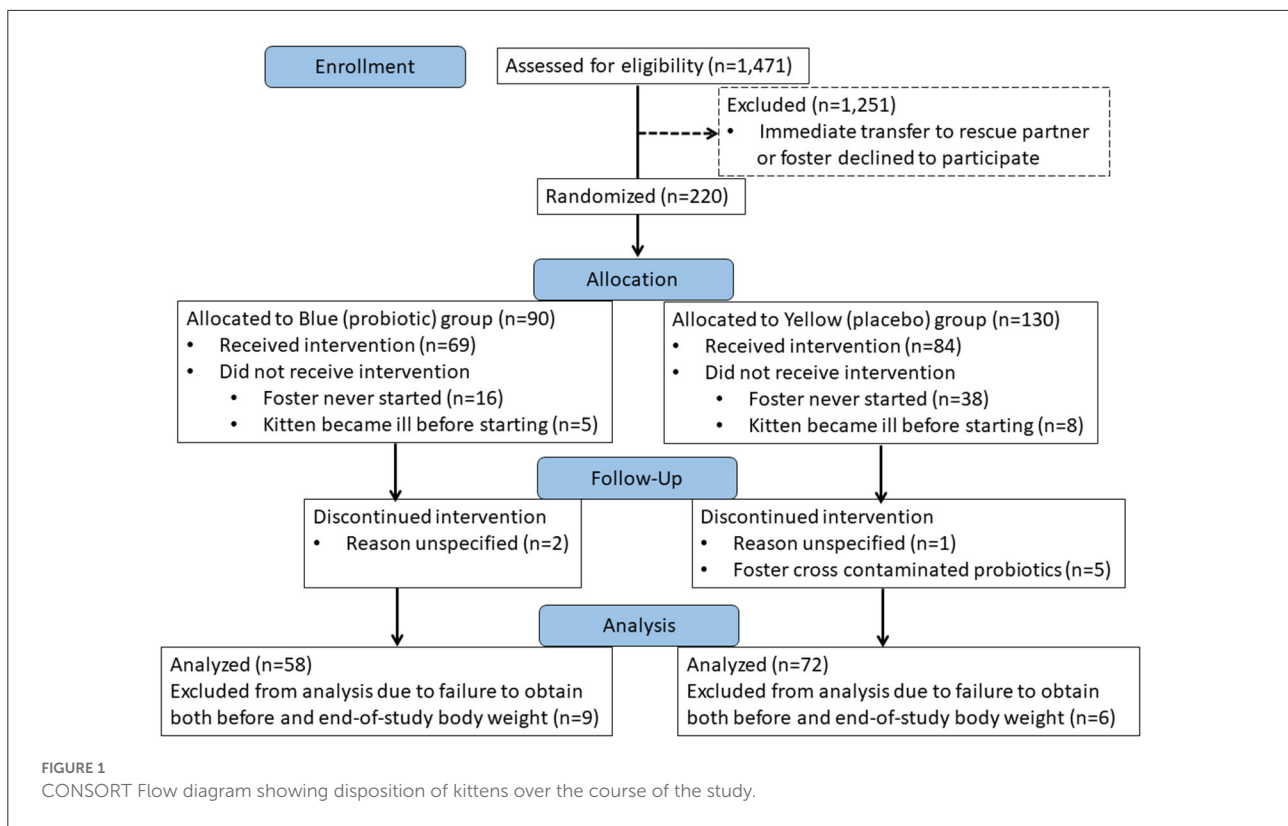 Enrollment
Assessed for eligibility (n=1,471)
Excluded (n=1,251)
• Immediate transfer to rescue partner
or foster declined to participate
Randomized (n=220)
Allocation
Allocated to Blue (probiotic) group (n=90)
• Received intervention (n=69)
• Did not receive intervention
• Foster never started (n=16)
• Kitten became ill before starting (n=5)
Allocated to Yellow (placebo) group (n=130)
• Received intervention (n=84)
• Did not receive intervention
• Foster never started (n=38)
• Kitten became ill before starting (n=8)
Follow-Up
Discontinued intervention
• Reason unspecified (n=2)
Discontinued intervention
• Reason unspecified (n=1)
• Foster cross contaminated probiotics (n=5)
Analysis
Analyzed (n=58)
Excluded from analysis due to failure to obtain
both before and end-of-study body weight (n=9)
Analyzed (n=72)
Excluded from analysis due to failure to obtain
both before and end-of-study body weight (n=6)
FIGURE 1
CONSORT Flow diagram showing disposition of kittens over the course of the study.